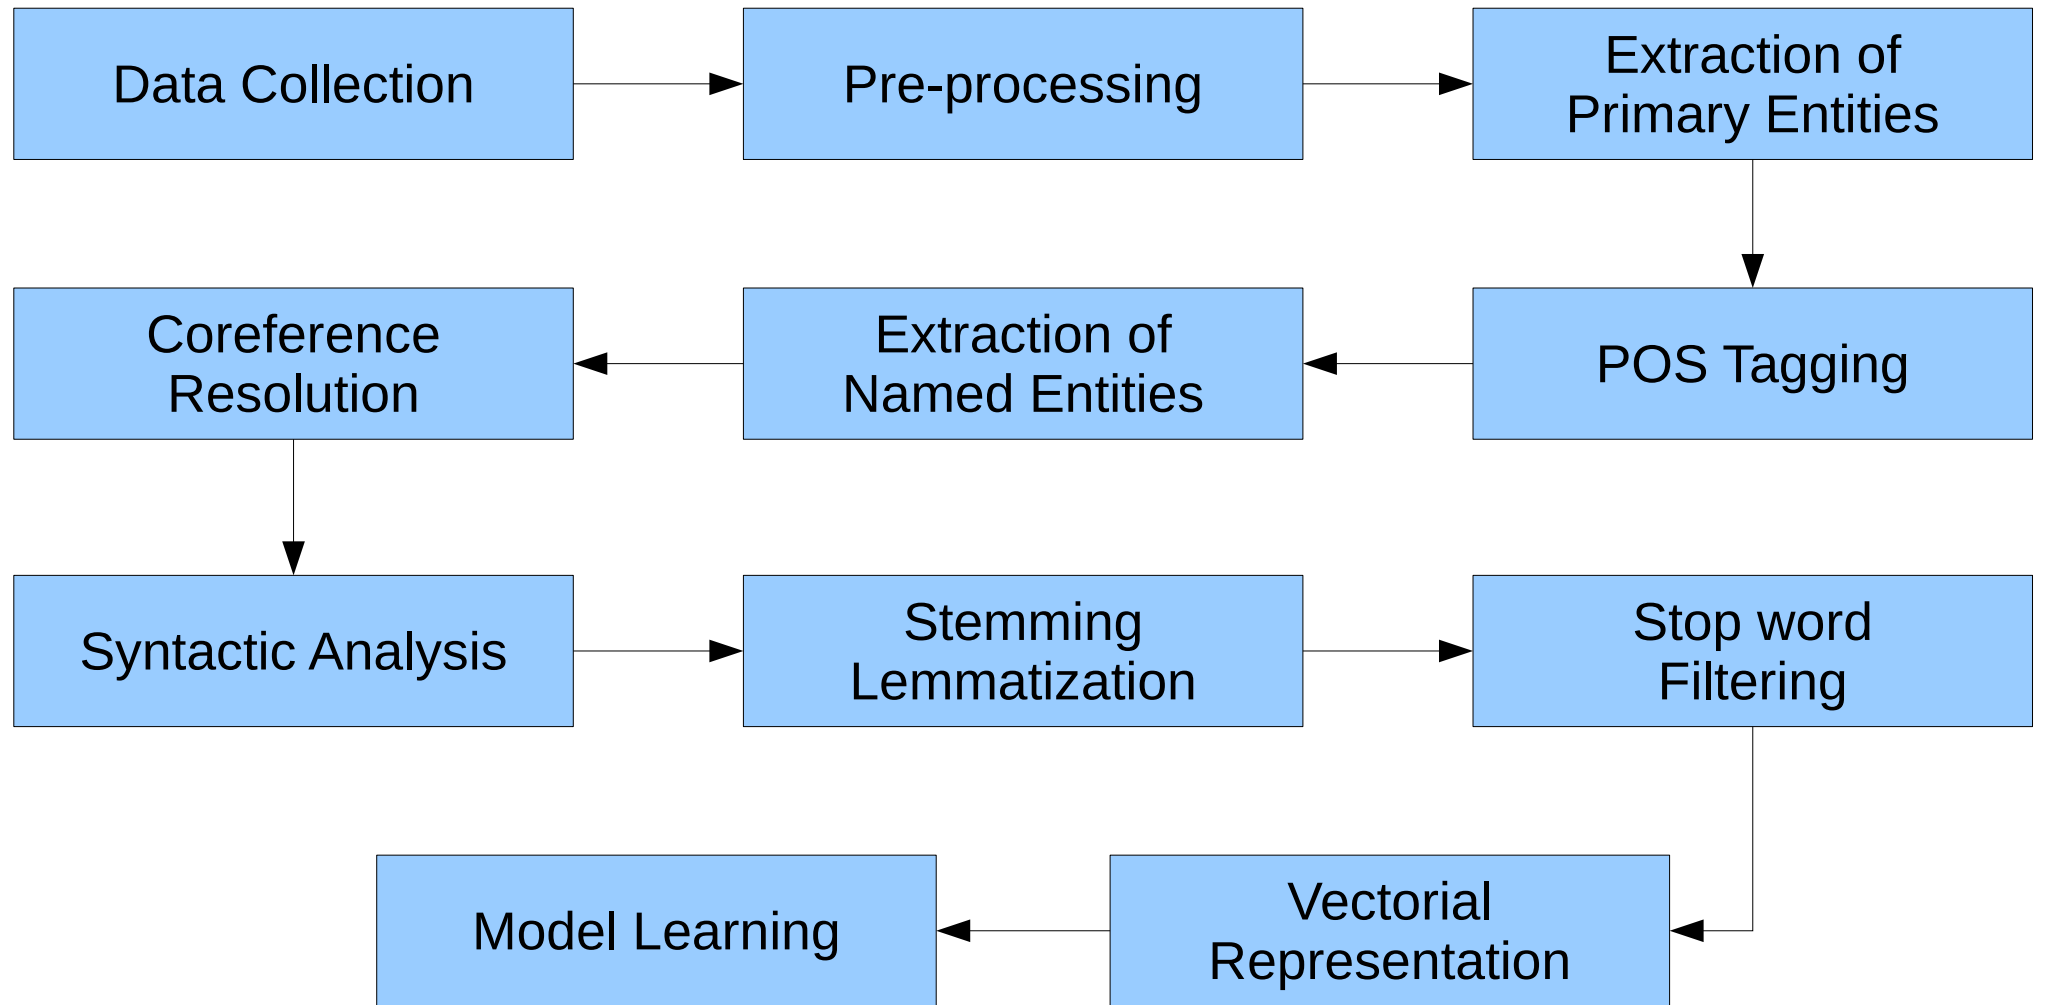 Data Collection
Pre-processing
Extraction of
Primary Entities
POS Tagging
Extraction of
Named Entities
Coreference
Resolution
Syntactic Analysis
Stemming
Lemmatization
Stop word
Filtering
Vectorial
Representation
Model Learning